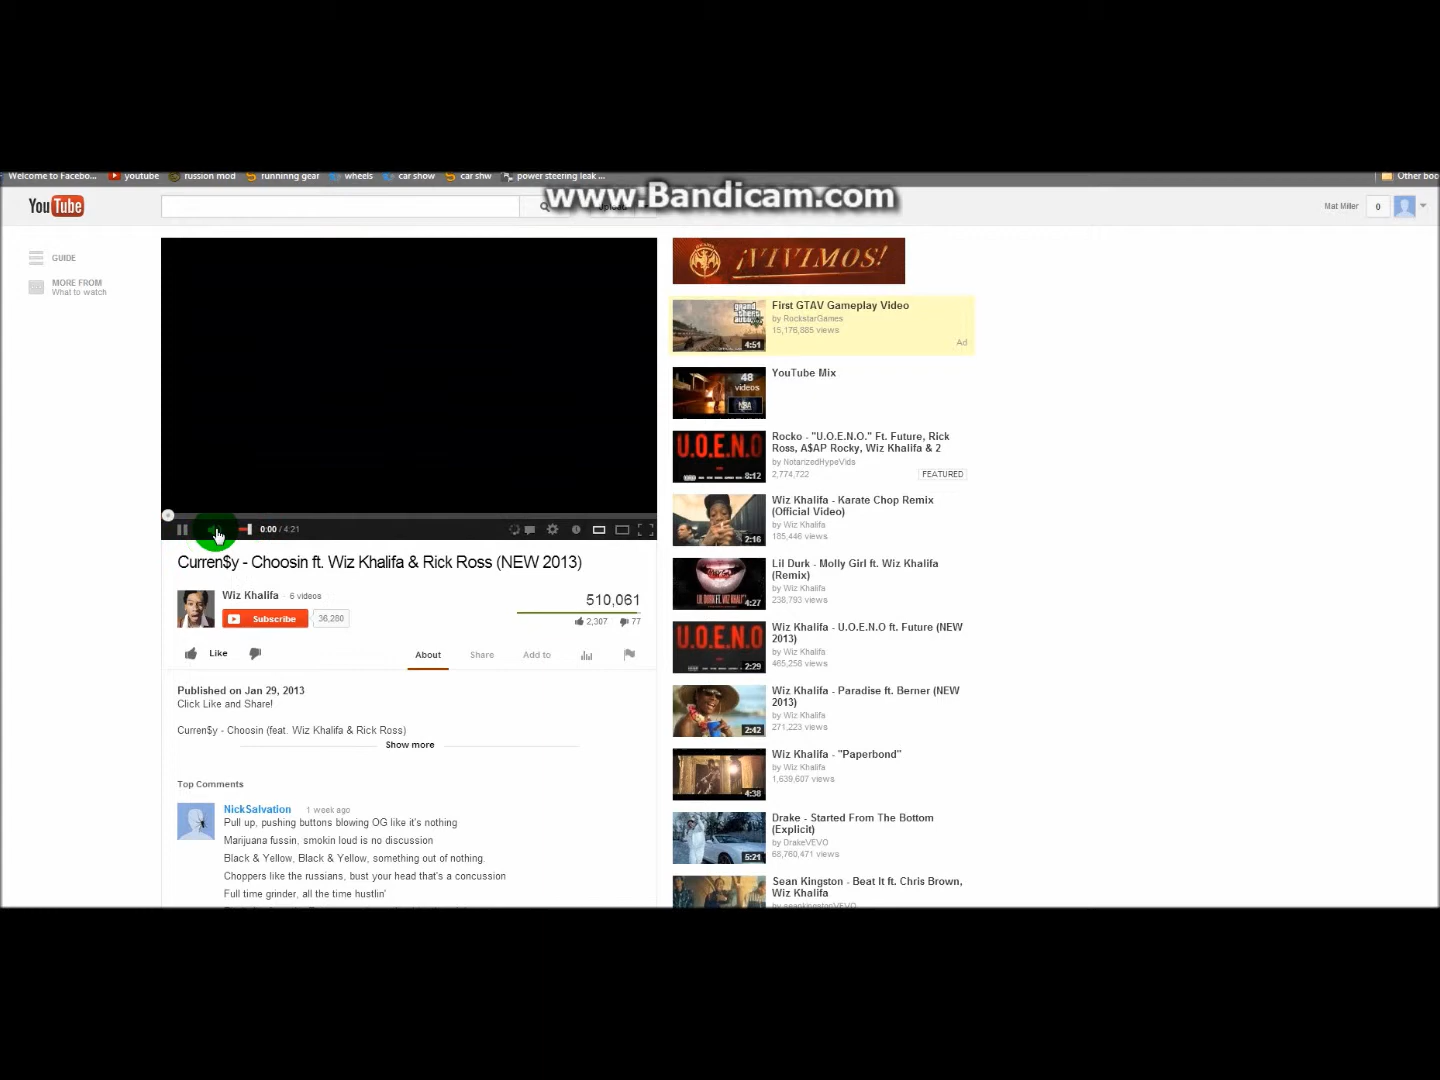 Welcome to Facebo...
youtube
russion mod
runninng gear
wheels
car show
car shw
power steering leak ...
Other boo
www.Bandicam.com
YouTube
Mat Miller
0
GUIDE
MORE FROM
What to watch
¡VIVIMOS!
First GTAV Gameplay Video
by RockstarGames
15,176,885 views
Ad
4:51
YouTube Mix
48
videos
Rocko - "U.O.E.N.O." Ft. Future, Rick
Ross, A$AP Rocky, Wiz Khalifa & 2
by NotarizedHypeVids
2,774,722
FEATURED
U.O.E.N.O
8:12
Wiz Khalifa - Karate Chop Remix
(Official Video)
by Wiz Khalifa
185,446 views
2:16
Lil Durk - Molly Girl ft. Wiz Khalifa
(Remix)
by Wiz Khalifa
238,793 views
4:27
Wiz Khalifa - U.O.E.N.O ft. Future (NEW
2013)
by Wiz Khalifa
465,258 views
U.O.E.N.O
2:29
Wiz Khalifa - Paradise ft. Berner (NEW
2013)
by Wiz Khalifa
271,223 views
2:42
Wiz Khalifa - "Paperbond"
by Wiz Khalifa
1,639,607 views
4:38
Drake - Started From The Bottom
(Explicit)
by DrakeVEVO
68,760,471 views
5:21
Sean Kingston - Beat It ft. Chris Brown,
Wiz Khalifa
by seankingstonVEVO
0:00 / 4:21
Curren$y - Choosin ft. Wiz Khalifa & Rick Ross (NEW 2013)
Wiz Khalifa · 6 videos
Subscribe
36,280
510,061
2,307
77
Like
About
Share
Add to
Published on Jan 29, 2013
Click Like and Share!
Curren$y - Choosin (feat. Wiz Khalifa & Rick Ross)
Show more
Top Comments
NickSalvation 1 week ago
Pull up, pushing buttons blowing OG like it's nothing
Marijuana fussin, smokin loud is no discussion
Black & Yellow, Black & Yellow, something out of nothing.
Choppers like the russians, bust your head that's a concussion
Full time grinder, all the time hustlin'